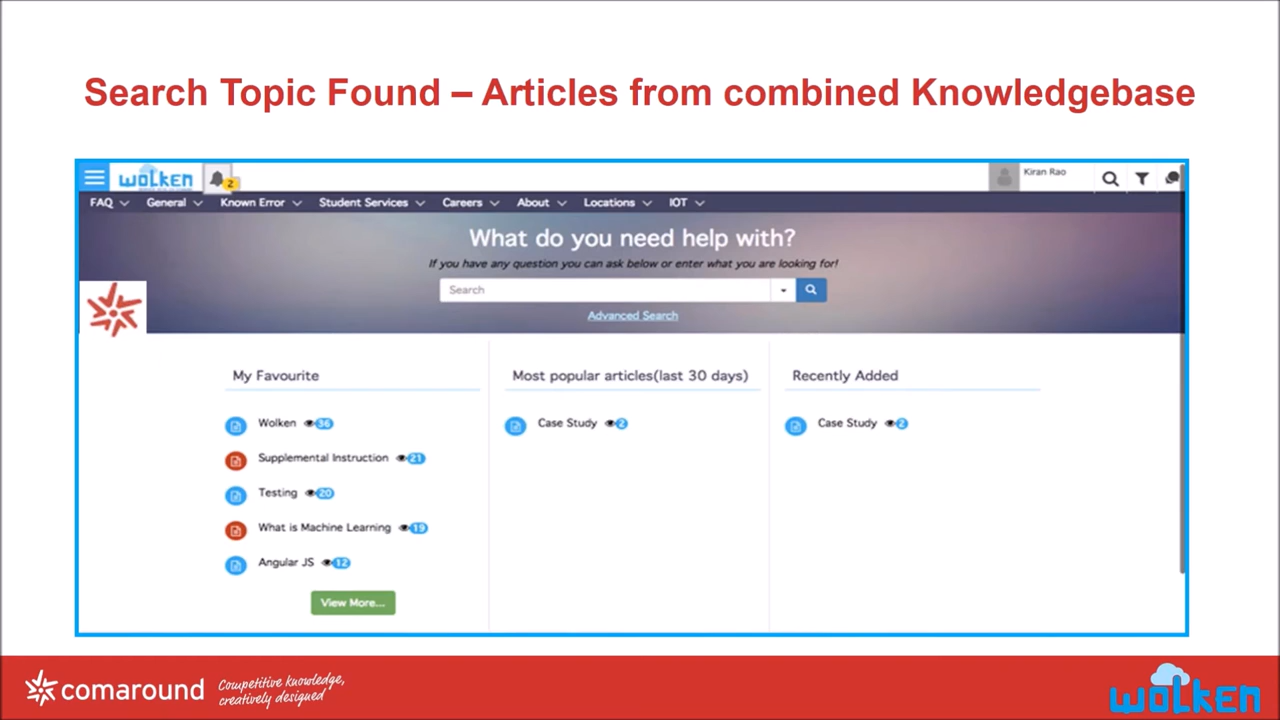 Search Topic Found – Articles from combined Knowledgebase
wolken
2
Kiran Rao
FAQ General Known Error Student Services Careers About Locations IOT
What do you need help with?
If you have any question you can ask below or enter what you are looking for!
Search
Advanced Search
My Favourite
Wolken 36
Supplemental Instruction 21
Testing 20
What is Machine Learning 19
Angular JS 12
View More...
Most popular articles(last 30 days)
Case Study 2
Recently Added
Case Study 2
comaround
Competitive knowledge,
creatively designed
wolken